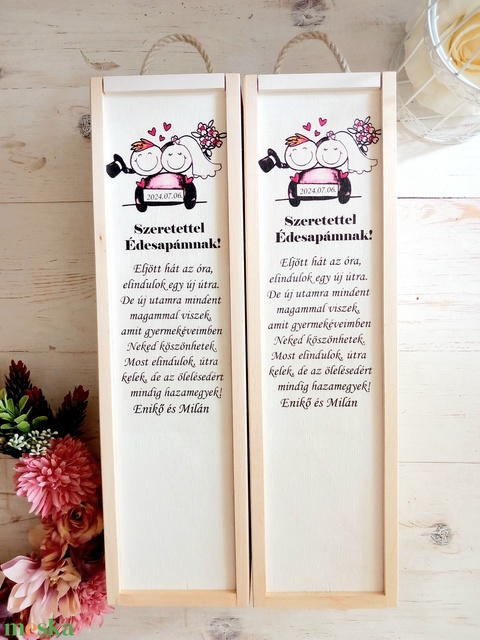 2024.07.06.
Szeretettel
Édesapámnak!
Eljött hát az óra,
elindulok egy új útra.
De új utamra mindent
magammal viszek,
amit gyermekéveimben
Neked köszönhetek.
Most elindulok, útra
kelek, de az ölelésedért
mindig hazamegyek!
Enikő és Milán
2024.07.06.
Szeretettel
Édesapámnak!
Eljött hát az óra,
elindulok egy új útra.
De új utamra mindent
magammal viszek,
amit gyermekéveimben
Neked köszönhetek.
Most elindulok, útra
kelek, de az ölelésedért
mindig hazamegyek!
Enikő és Milán
meska